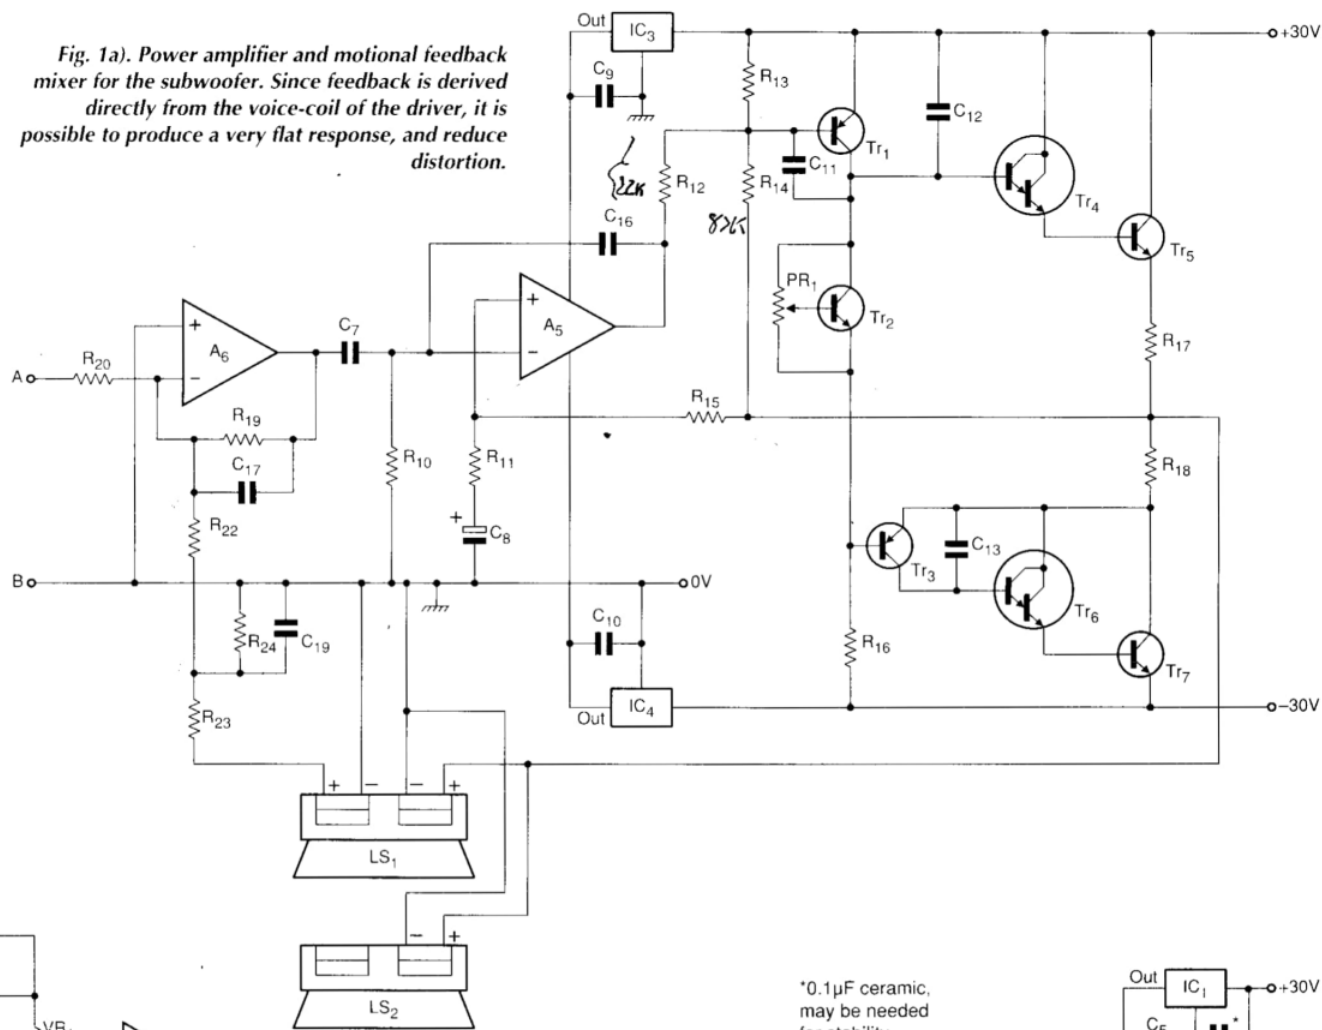 Fig. 1a). Power amplifier and motional feedback
mixer for the subwoofer. Since feedback is derived
directly from the voice-coil of the driver, it is
possible to produce a very flat response, and reduce
distortion.
Out
IC3
+30V
C9
R13
C12
Tr1
C11
22K
R12
R14
Tr4
C16
82K
Tr5
+
PR1
A5
Tr2
C7
−
A6
R17
R20
A
−
R15
R19
C17
R10
R11
R18
+
C8
R22
C13
Tr3
B
0V
Tr6
C10
R24
C19
R16
Tr7
R23
Out
IC4
−30V
+
−
−
+
LS1
−
+
LS2
*0.1µF ceramic,
may be needed
Out
IC1
+30V
C5
*
VR